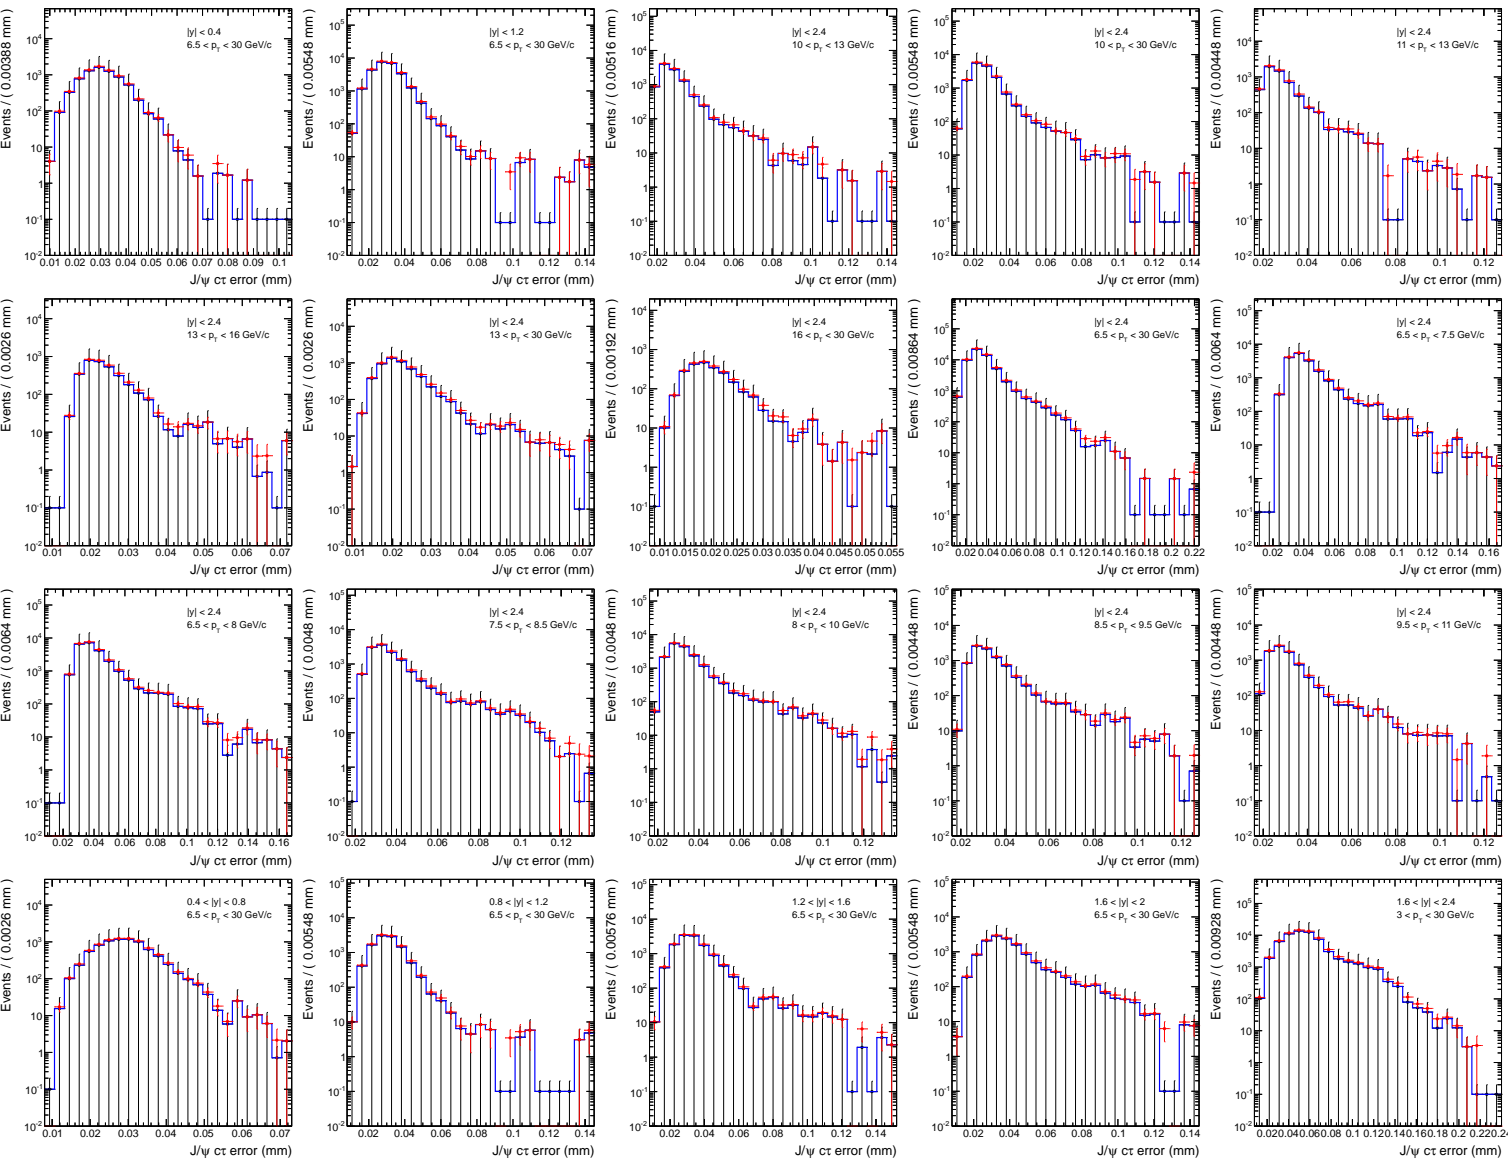 Events / ( 0.00388 mm )
|y| < 0.4
6.5 < p_T < 30 GeV/c
J/ψ cτ error (mm)
Events / ( 0.00548 mm )
|y| < 1.2
6.5 < p_T < 30 GeV/c
J/ψ cτ error (mm)
Events / ( 0.00516 mm )
|y| < 2.4
10 < p_T < 13 GeV/c
J/ψ cτ error (mm)
Events / ( 0.00548 mm )
|y| < 2.4
10 < p_T < 30 GeV/c
J/ψ cτ error (mm)
Events / ( 0.00448 mm )
|y| < 2.4
11 < p_T < 13 GeV/c
J/ψ cτ error (mm)
Events / ( 0.0026 mm )
|y| < 2.4
13 < p_T < 16 GeV/c
J/ψ cτ error (mm)
Events / ( 0.0026 mm )
|y| < 2.4
13 < p_T < 30 GeV/c
J/ψ cτ error (mm)
Events / ( 0.00192 mm )
|y| < 2.4
16 < p_T < 30 GeV/c
J/ψ cτ error (mm)
Events / ( 0.00864 mm )
|y| < 2.4
6.5 < p_T < 30 GeV/c
J/ψ cτ error (mm)
Events / ( 0.0064 mm )
|y| < 2.4
6.5 < p_T < 7.5 GeV/c
J/ψ cτ error (mm)
Events / ( 0.0064 mm )
|y| < 2.4
6.5 < p_T < 8 GeV/c
J/ψ cτ error (mm)
Events / ( 0.0048 mm )
|y| < 2.4
7.5 < p_T < 8.5 GeV/c
J/ψ cτ error (mm)
Events / ( 0.0048 mm )
|y| < 2.4
8 < p_T < 10 GeV/c
J/ψ cτ error (mm)
Events / ( 0.00448 mm )
|y| < 2.4
8.5 < p_T < 9.5 GeV/c
J/ψ cτ error (mm)
Events / ( 0.00448 mm )
|y| < 2.4
9.5 < p_T < 11 GeV/c
J/ψ cτ error (mm)
Events / ( 0.0026 mm )
0.4 < |y| < 0.8
6.5 < p_T < 30 GeV/c
J/ψ cτ error (mm)
Events / ( 0.00548 mm )
0.8 < |y| < 1.2
6.5 < p_T < 30 GeV/c
J/ψ cτ error (mm)
Events / ( 0.00576 mm )
1.2 < |y| < 1.6
6.5 < p_T < 30 GeV/c
J/ψ cτ error (mm)
Events / ( 0.00548 mm )
1.6 < |y| < 2
6.5 < p_T < 30 GeV/c
J/ψ cτ error (mm)
Events / ( 0.00928 mm )
1.6 < |y| < 2.4
3 < p_T < 30 GeV/c
J/ψ cτ error (mm)